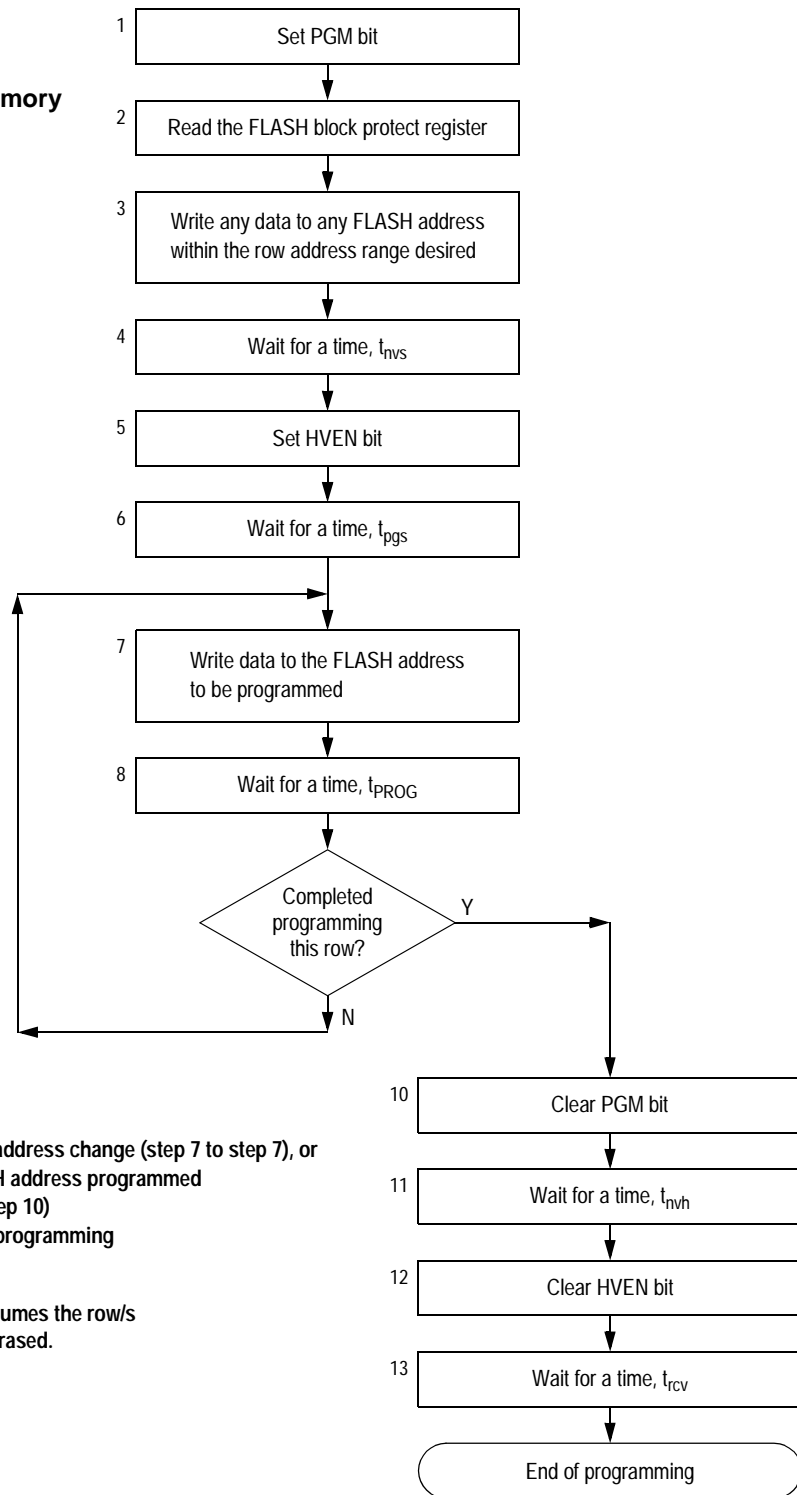 1
Set PGM bit
mory
2
Read the FLASH block protect register
3
Write any data to any FLASH address
within the row address range desired
4
Wait for a time, tnvs
5
Set HVEN bit
6
Wait for a time, tpgs
7
Write data to the FLASH address
to be programmed
8
Wait for a time, tPROG
Completed
programming
this row?
Y
N
10
Clear PGM bit
address change (step 7 to step 7), or
H address programmed
ep 10)
programming
11
Wait for a time, tnvh
12
Clear HVEN bit
umes the row/s
rased.
13
Wait for a time, trcv
End of programming